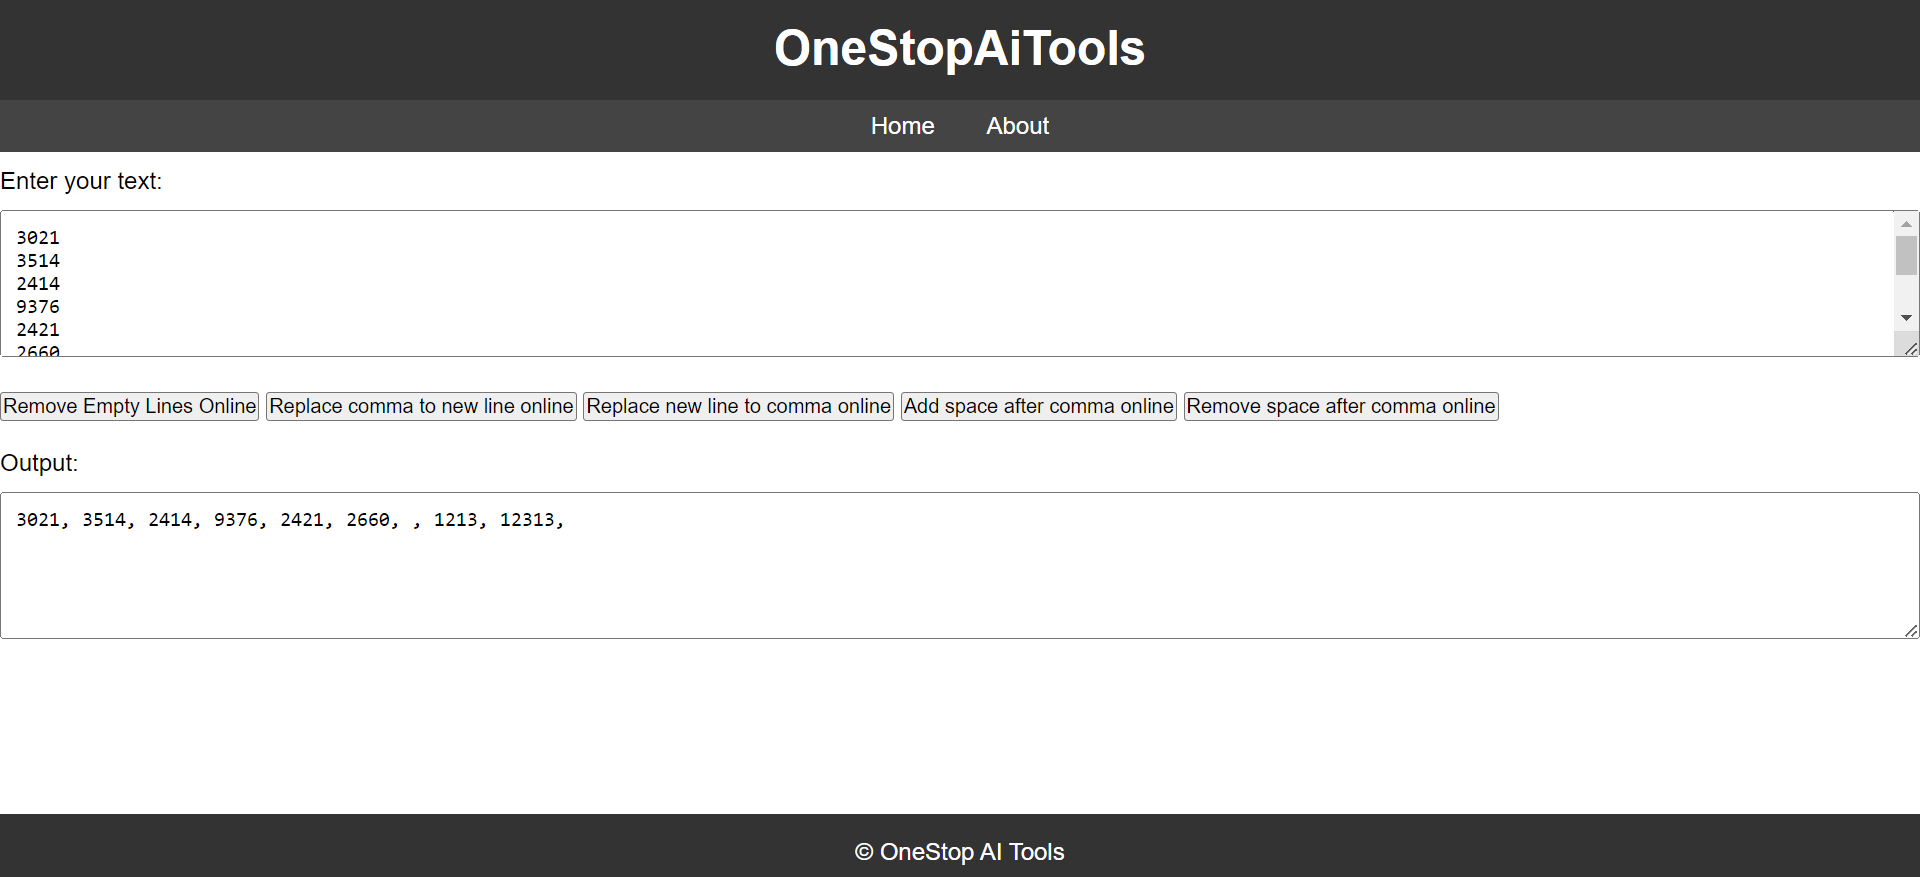 OneStopAiTools
Home About
Enter your text:
3021
3514
2414
9376
2421
2660
Remove Empty Lines Online Replace comma to new line online Replace new line to comma online Add space after comma online Remove space after comma online
Output:
3021, 3514, 2414, 9376, 2421, 2660, , 1213, 12313,
© OneStop AI Tools